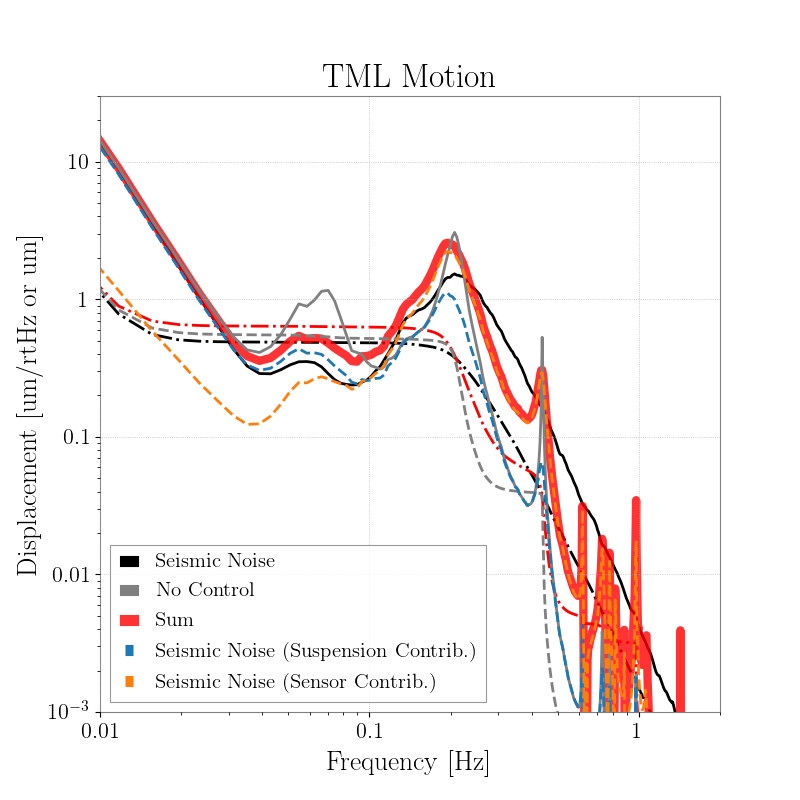 TML Motion
Displacement [um/rtHz or um]
10
1
0.1
0.01
10⁻³
Seismic Noise
No Control
Sum
Seismic Noise (Suspension Contrib.)
Seismic Noise (Sensor Contrib.)
0.01
0.1
1
Frequency [Hz]